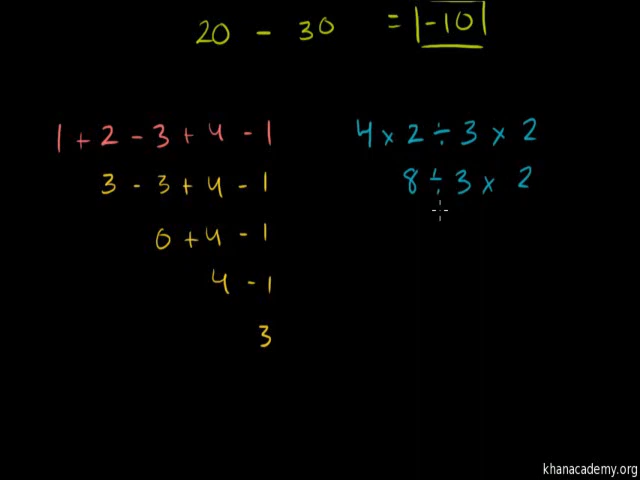 20 - 30 = -10
1 + 2 - 3 + 4 - 1
3 - 3 + 4 - 1
0 + 4 - 1
4 - 1
3
4 × 2 ÷ 3 × 2
8 ÷ 3 × 2
khanacademy.org